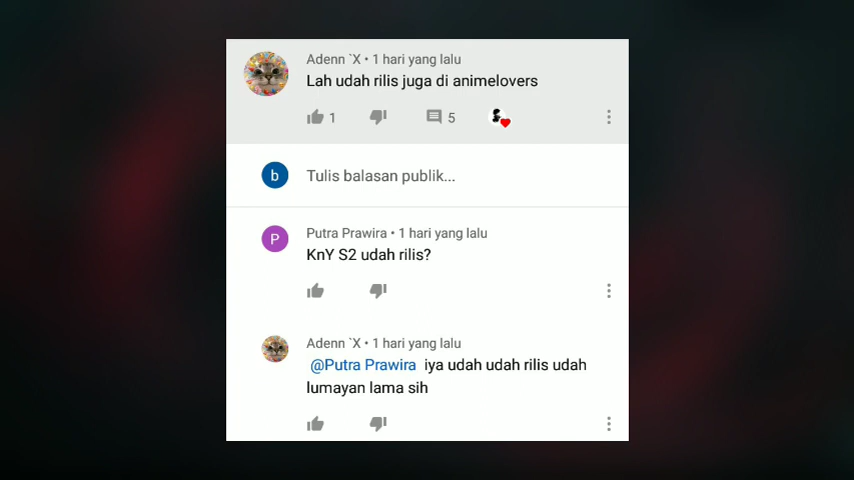 Adenn `X • 1 hari yang lalu
Lah udah rilis juga di animelovers
1
5
b
Tulis balasan publik...
P
Putra Prawira • 1 hari yang lalu
KnY S2 udah rilis?
Adenn `X • 1 hari yang lalu
@Putra Prawira iya udah udah rilis udah
lumayan lama sih